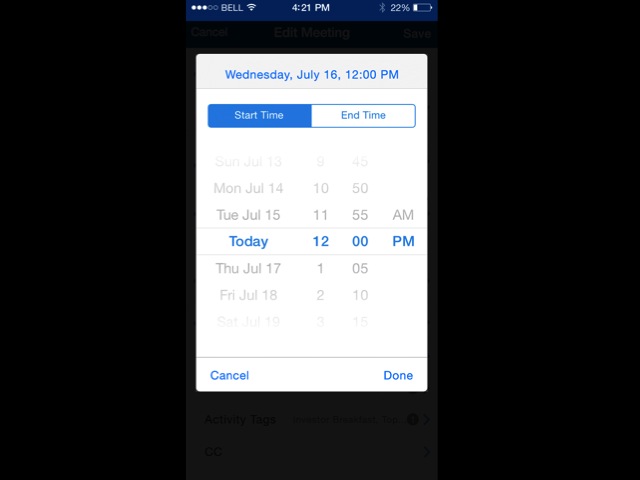 BELL 4:21 PM 22%
Cancel Edit Meeting Save
Wednesday, July 16, 12:00 PM
Start Time End Time
Sun Jul 13 9 45
Mon Jul 14 10 50
Tue Jul 15 11 55 AM
Today 12 00 PM
Thu Jul 17 1 05
Fri Jul 18 2 10
Sat Jul 19 3 15
Cancel Done
Activity Tags Investor Breakfast,
CC